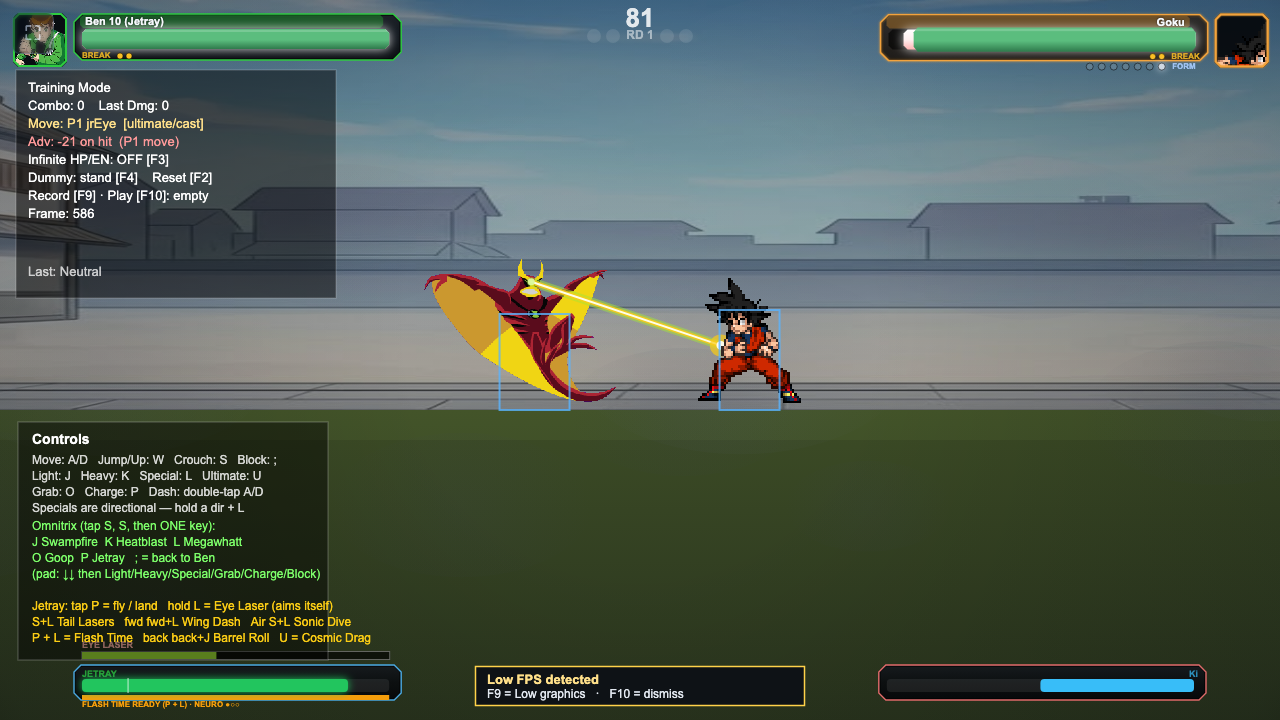 Ben 10 (Jetray)
BREAK
81
RD 1
Goku
BREAK
FORM
Training Mode
Combo: 0    Last Dmg: 0
Move: P1 jrEye  [ultimate/cast]
Adv: -21 on hit  (P1 move)
Infinite HP/EN: OFF [F3]
Dummy: stand [F4]    Reset [F2]
Record [F9] · Play [F10]: empty
Frame: 586
Last: Neutral
Controls
Move: A/D   Jump/Up: W   Crouch: S   Block: ;
Light: J   Heavy: K   Special: L   Ultimate: U
Grab: O   Charge: P   Dash: double-tap A/D
Specials are directional — hold a dir + L
Omnitrix (tap S, S, then ONE key):
J Swampfire   K Heatblast   L Megawhatt
O Goop   P Jetray   ; = back to Ben
(pad: ↓↓ then Light/Heavy/Special/Grab/Charge/Block)
Jetray: tap P = fly / land   hold L = Eye Laser (aims itself)
S+L Tail Lasers   fwd fwd+L Wing Dash   Air S+L Sonic Dive
P + L = Flash Time   back back+J Barrel Roll   U = Cosmic Drag
EYE LASER
JETRAY
FLASH TIME READY (P + L) · NEURO ●○○
Low FPS detected
F9 = Low graphics   ·   F10 = dismiss
Ki